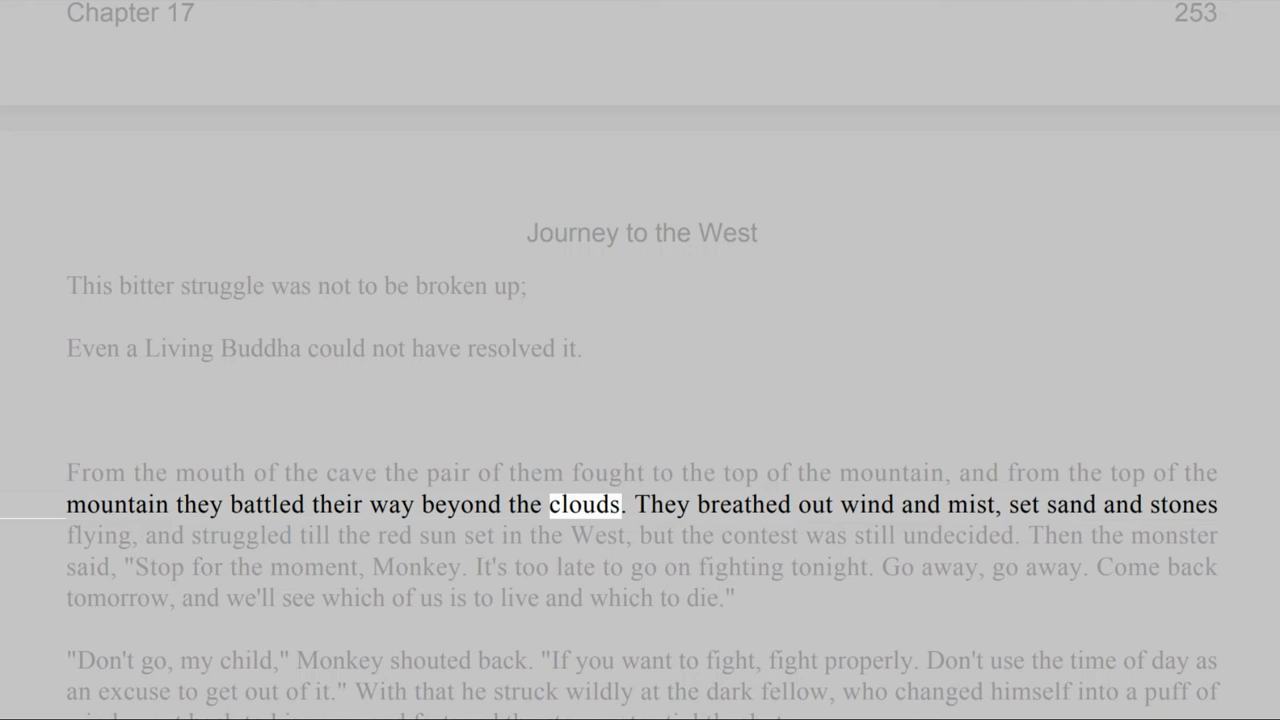 Chapter 17
253
Journey to the West
This bitter struggle was not to be broken up;
Even a Living Buddha could not have resolved it.
From the mouth of the cave the pair of them fought to the top of the mountain, and from the top of the
mountain they battled their way beyond the clouds. They breathed out wind and mist, set sand and stones
flying, and struggled till the red sun set in the West, but the contest was still undecided. Then the monster
said, "Stop for the moment, Monkey. It's too late to go on fighting tonight. Go away, go away. Come back
tomorrow, and we'll see which of us is to live and which to die."
"Don't go, my child," Monkey shouted back. "If you want to fight, fight properly. Don't use the time of day as
an excuse to get out of it." With that he struck wildly at the dark fellow, who changed himself into a puff of